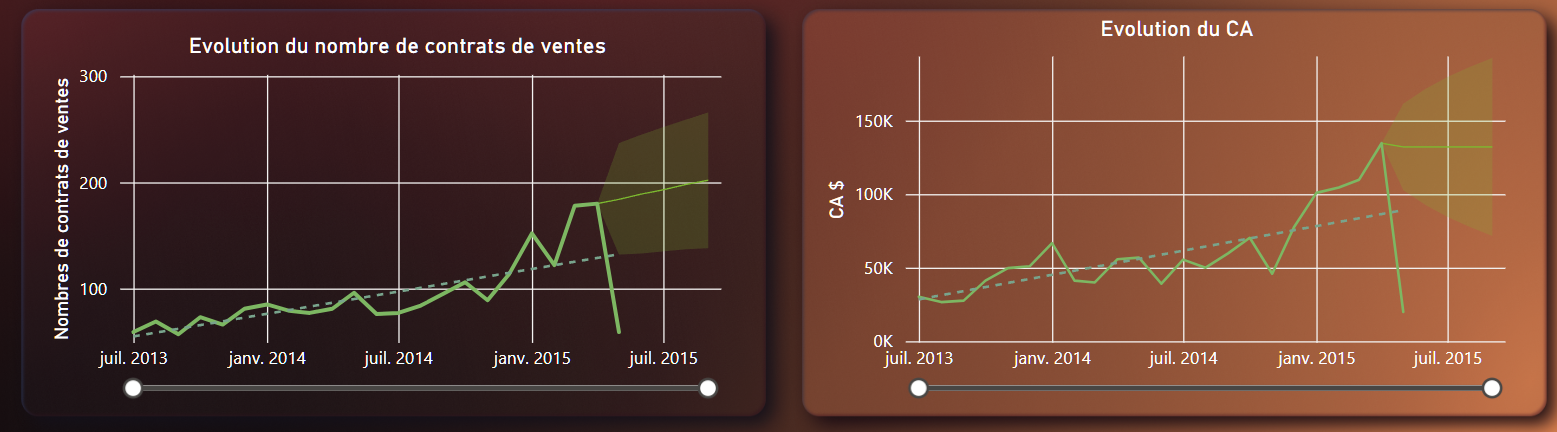 Evolution du nombre de contrats de ventes
Nombres de contrats de ventes
300
200
100
juil. 2013 janv. 2014 juil. 2014 janv. 2015 juil. 2015
Evolution du CA
CA $
150K
100K
50K
0K
juil. 2013 janv. 2014 juil. 2014 janv. 2015 juil. 2015